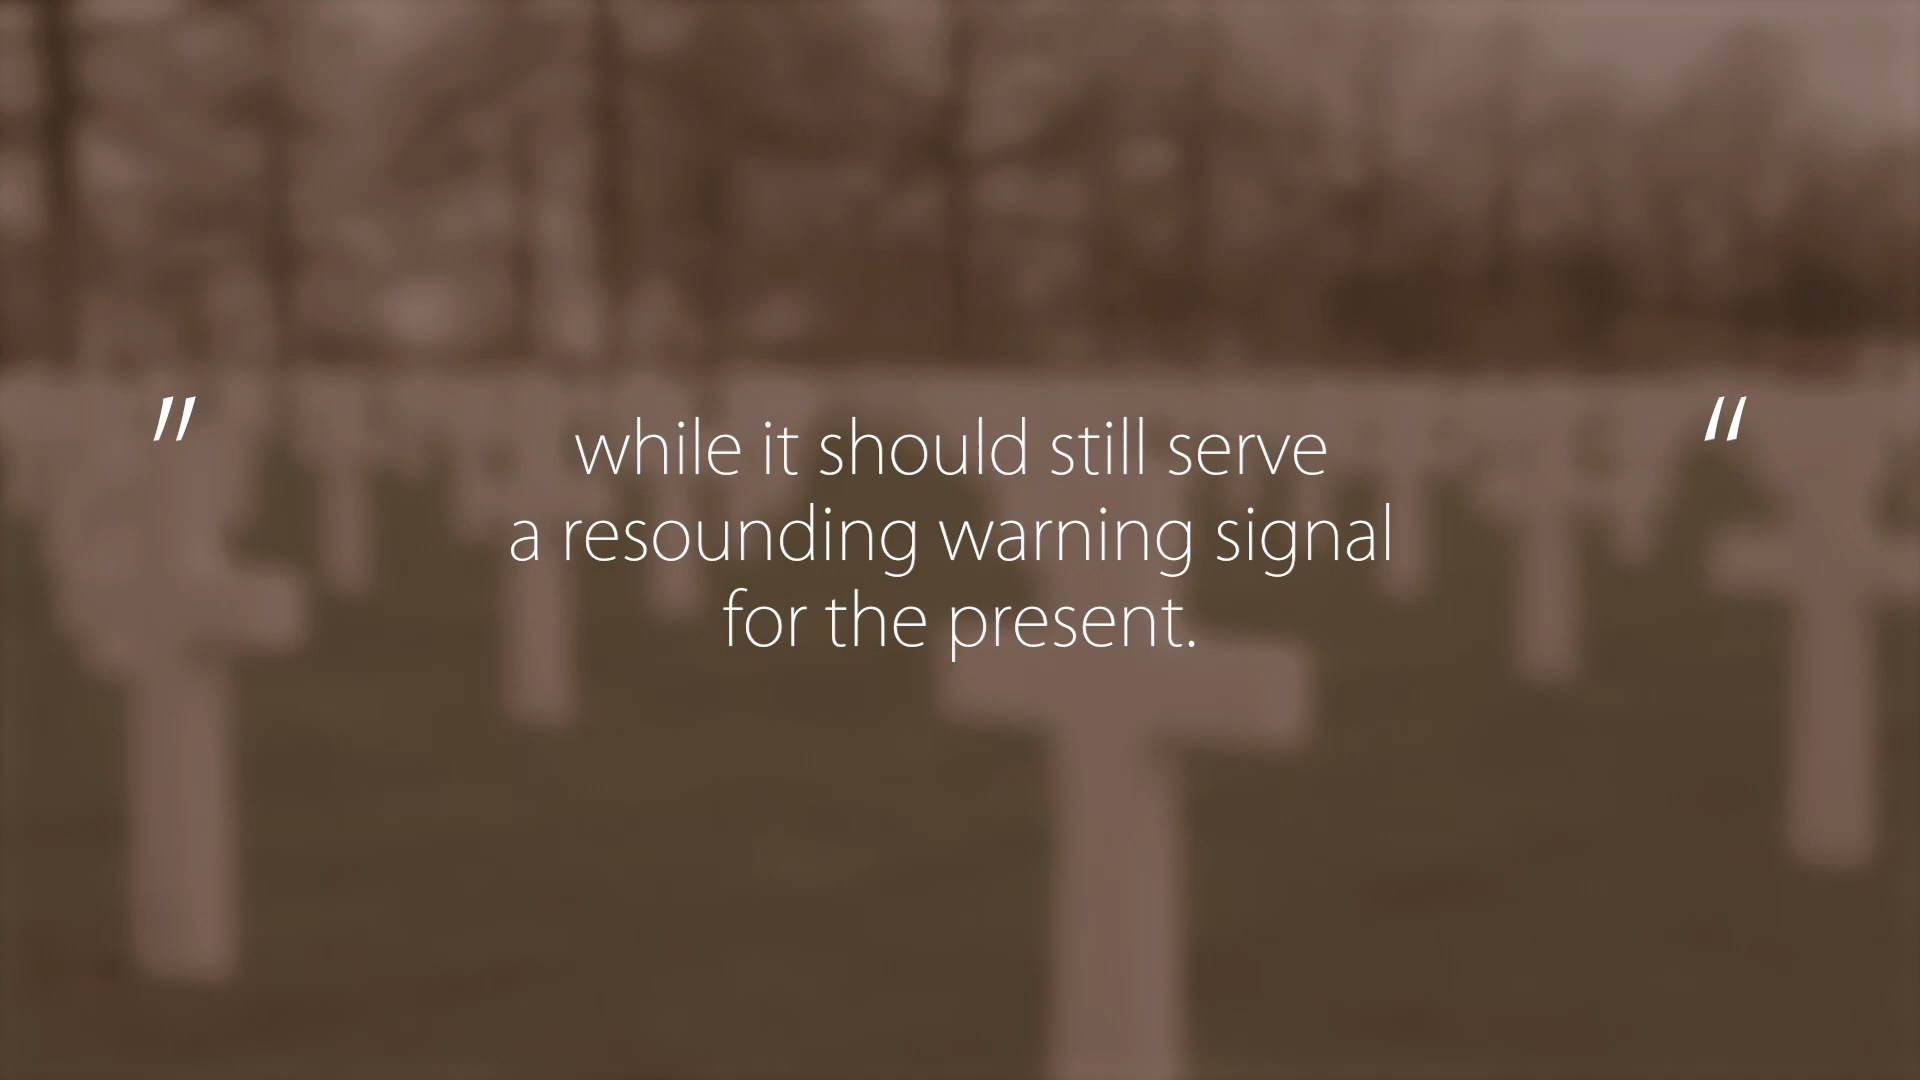 " while it should still serve "
a resounding warning signal
for the present.